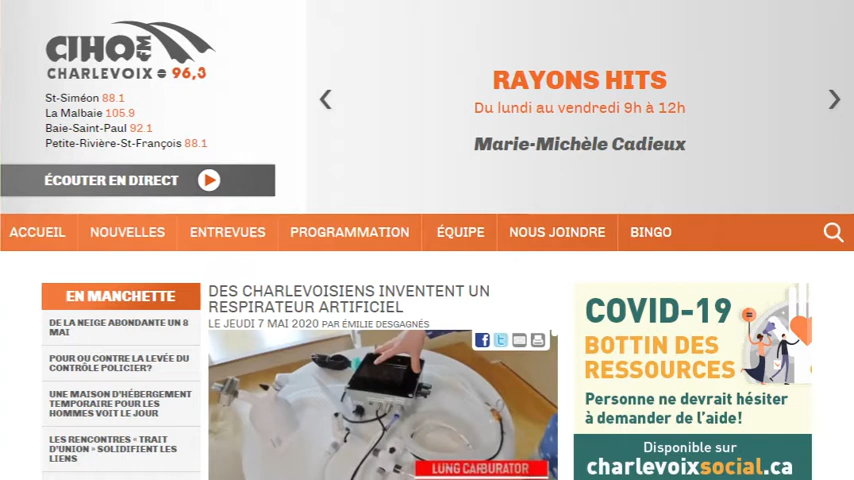 CIHO FM
CHARLEVOIX = 96,3
St-Siméon 88.1
La Malbaie 105.9
Baie-Saint-Paul 92.1
Petite-Rivière-St-François 88.1
ÉCOUTER EN DIRECT
RAYONS HITS
Du lundi au vendredi 9h à 12h
Marie-Michèle Cadieux
ACCUEIL NOUVELLES ENTREVUES PROGRAMMATION ÉQUIPE NOUS JOINDRE BINGO
EN MANCHETTE
DE LA NEIGE ABONDANTE UN 8
MAI
POUR OU CONTRE LA LEVÉE DU
CONTRÔLE POLICIER?
UNE MAISON D'HÉBERGEMENT
TEMPORAIRE POUR LES
HOMMES VOIT LE JOUR
LES RENCONTRES « TRAIT
D'UNION » SOLIDIFIENT LES
LIENS
DES CHARLEVOISIENS INVENTENT UN
RESPIRATEUR ARTIFICIEL
LE JEUDI 7 MAI 2020 PAR ÉMILIE DESGAGNÉS
LUNG CARBURATOR
COVID-19
BOTTIN DES
RESSOURCES
Personne ne devrait hésiter
à demander de l'aide!
Disponible sur
charlevoixsocial.ca